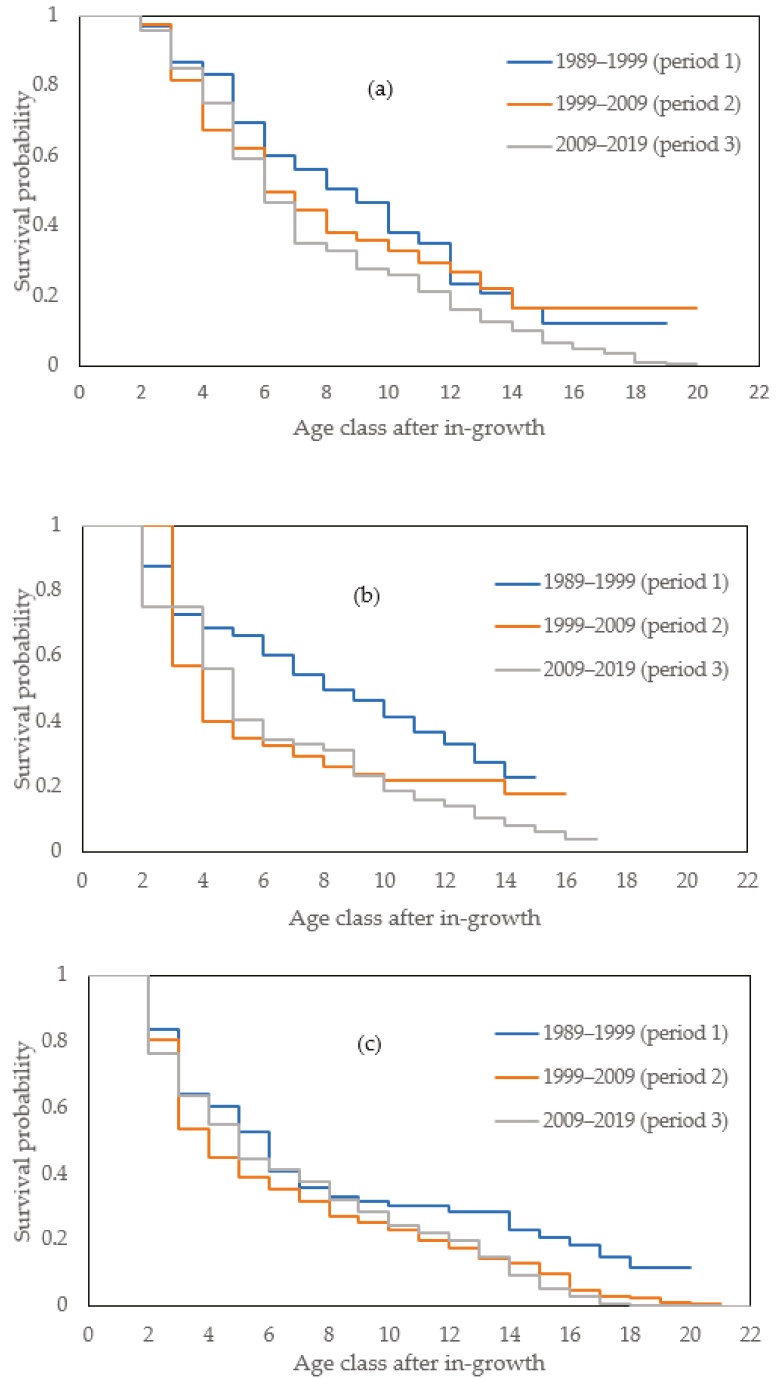 1
0.8
0.6
0.4
0.2
0
Survival probability
(a)
1989–1999 (period 1)
1999–2009 (period 2)
2009–2019 (period 3)
0 2 4 6 8 10 12 14 16 18 20 22
Age class after in-growth
1
0.8
0.6
0.4
0.2
0
Survival probability
(b)
1989–1999 (period 1)
1999–2009 (period 2)
2009–2019 (period 3)
0 2 4 6 8 10 12 14 16 18 20 22
Age class after in-growth
1
0.8
0.6
0.4
0.2
0
Survival probability
(c)
1989–1999 (period 1)
1999–2009 (period 2)
2009–2019 (period 3)
0 2 4 6 8 10 12 14 16 18 20 22
Age class after in-growth